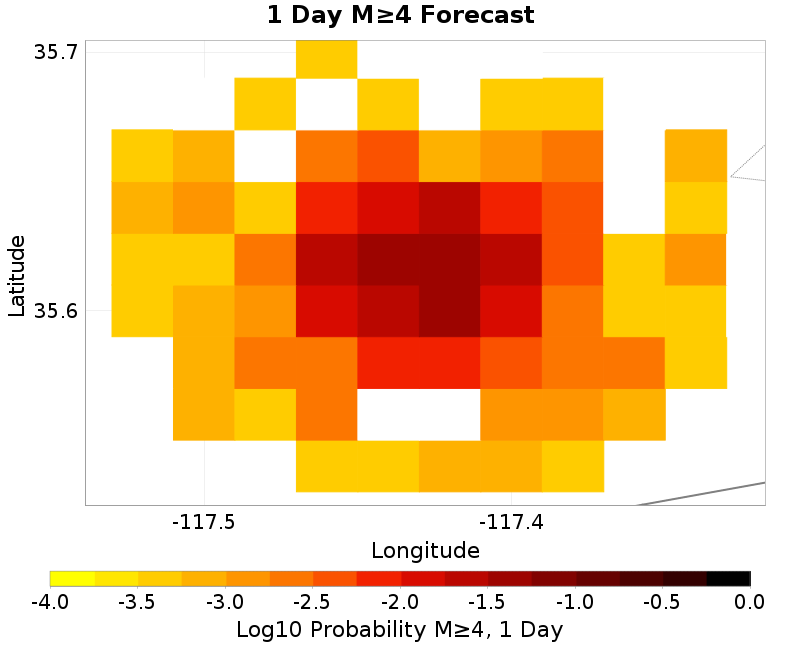 1 Day M≥4 Forecast
35.7
35.6
Latitude
-117.5 -117.4
Longitude
-4.0 -3.5 -3.0 -2.5 -2.0 -1.5 -1.0 -0.5 0.0
Log10 Probability M≥4, 1 Day